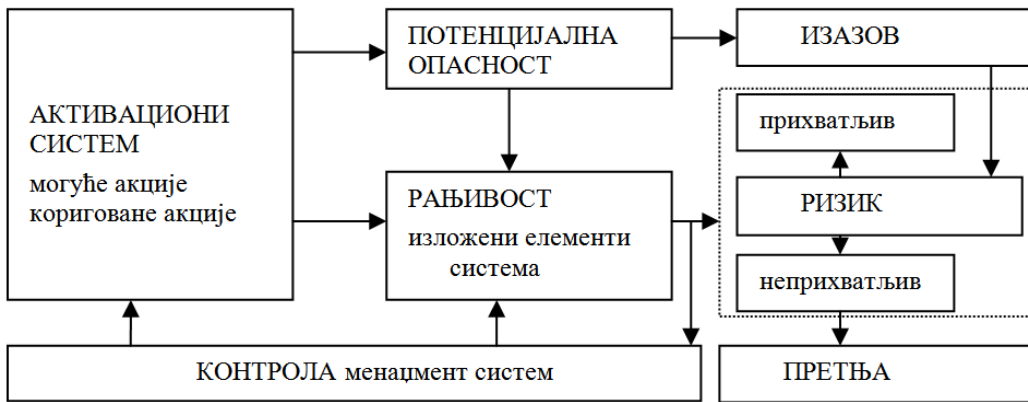 АКТИВАЦИОНИ
СИСТЕМ
могуће акције
кориговане акције
ПОТЕНЦИЈАЛНА
ОПАСНОСТ
ИЗАЗОВ
прихватљив
РАЊИВОСТ
изложени елементи
система
РИЗИК
неприхватљив
КОНТРОЛА менаџмент систем
ПРЕТЊА